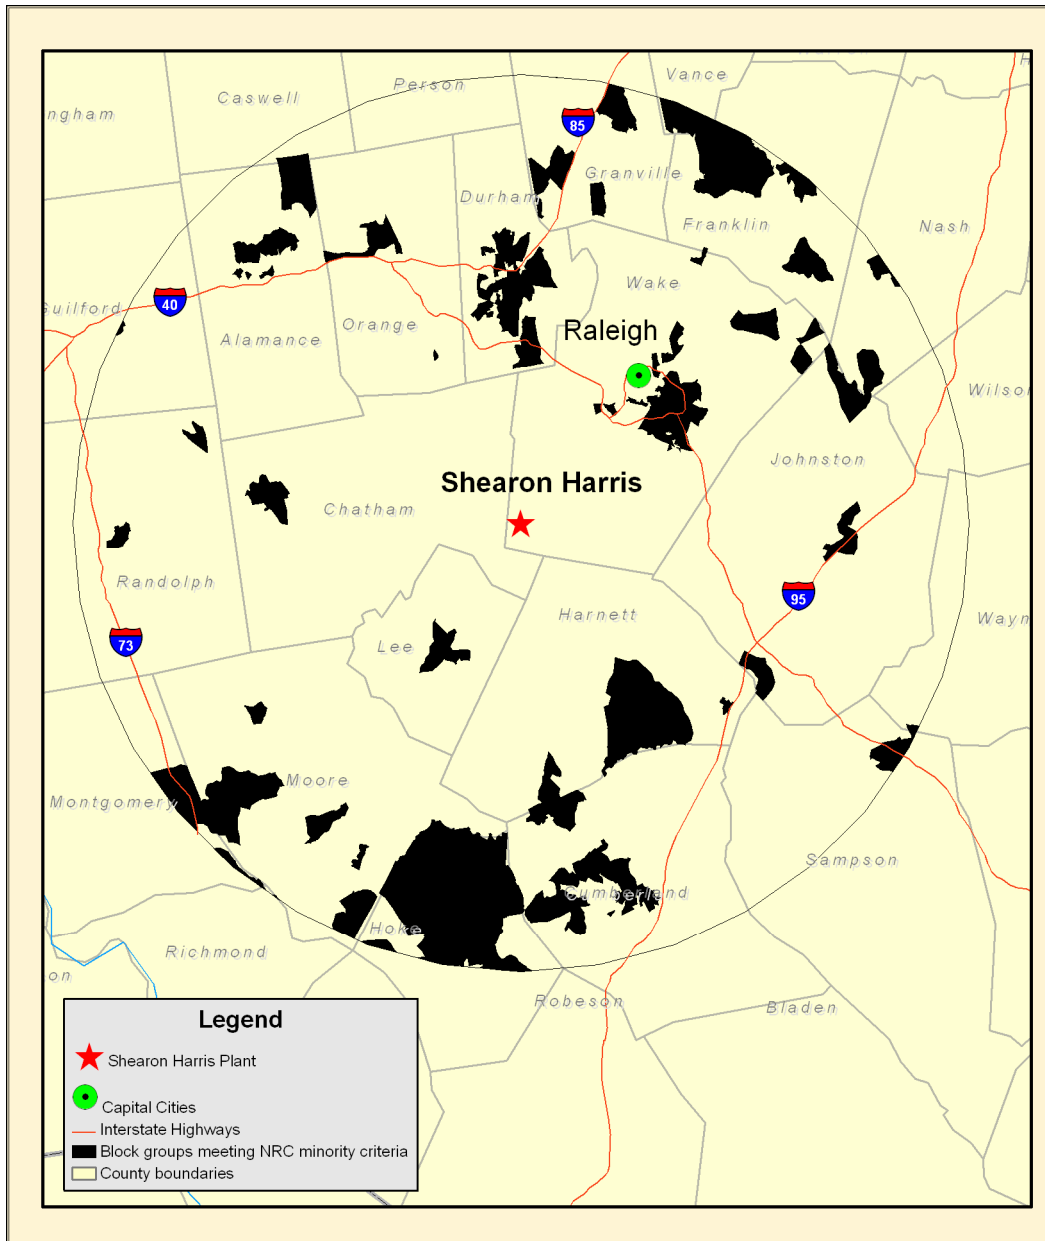 Vance
Person
Caswell
ngham
85
Granville
Durham
Franklin
Nash
Wake
40
Guilford
Orange
Raleigh
Alamance
Wilson
Johnston
Shearon Harris
Chatham
Randolph
95
Harnett
Wayn
73
Lee
Moore
Montgomery
Sampson
Cumberland
Hoke
Richmond
on
Robeson
Bladen
Legend
Shearon Harris Plant
Capital Cities
Interstate Highways
Block groups meeting NRC minority criteria
County boundaries